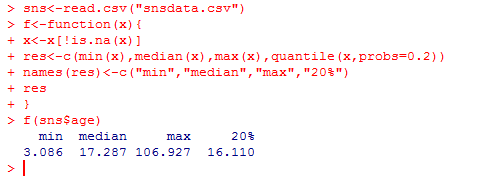 > sns<-read.csv("snsdata.csv")
> f<-function(x){
+ x<-x[!is.na(x)]
+ res<-c(min(x),median(x),max(x),quantile(x,probs=0.2))
+ names(res)<-c("min","median","max","20%")
+ res
+ }
> f(sns$age)
    min  median     max     20%
  3.086  17.287 106.927  16.110
>